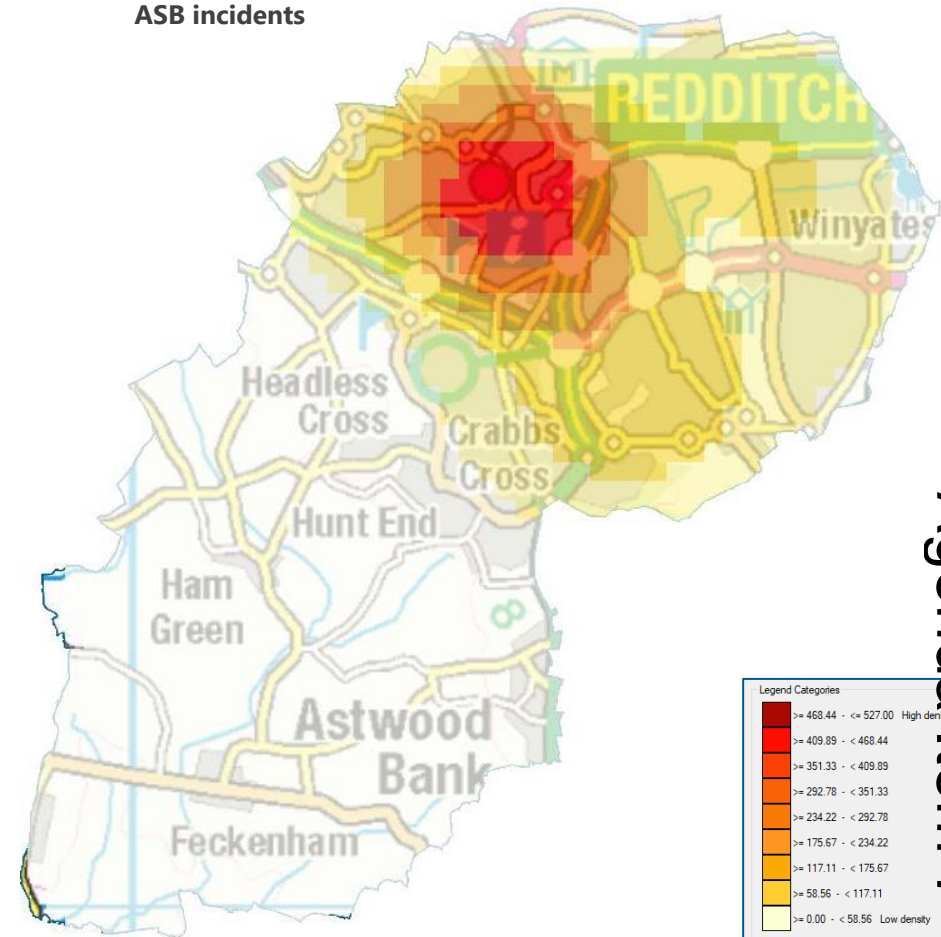 ASB incidents
REDDITCH
Winyates
Headless
Cross
Crabbs
Cross
Hunt End
Ham
Green
8
Astwood
Bank
Feckenham
Legend Categories
>= 468.44 - <= 527.00 High den
>= 409.89 - < 468.44
>= 351.33 - < 409.89
>= 292.78 - < 351.33
>= 234.22 - < 292.78
>= 175.67 - < 234.22
>= 117.11 - < 175.67
>= 58.56 - < 117.11
>= 0.00 - < 58.56 Low density